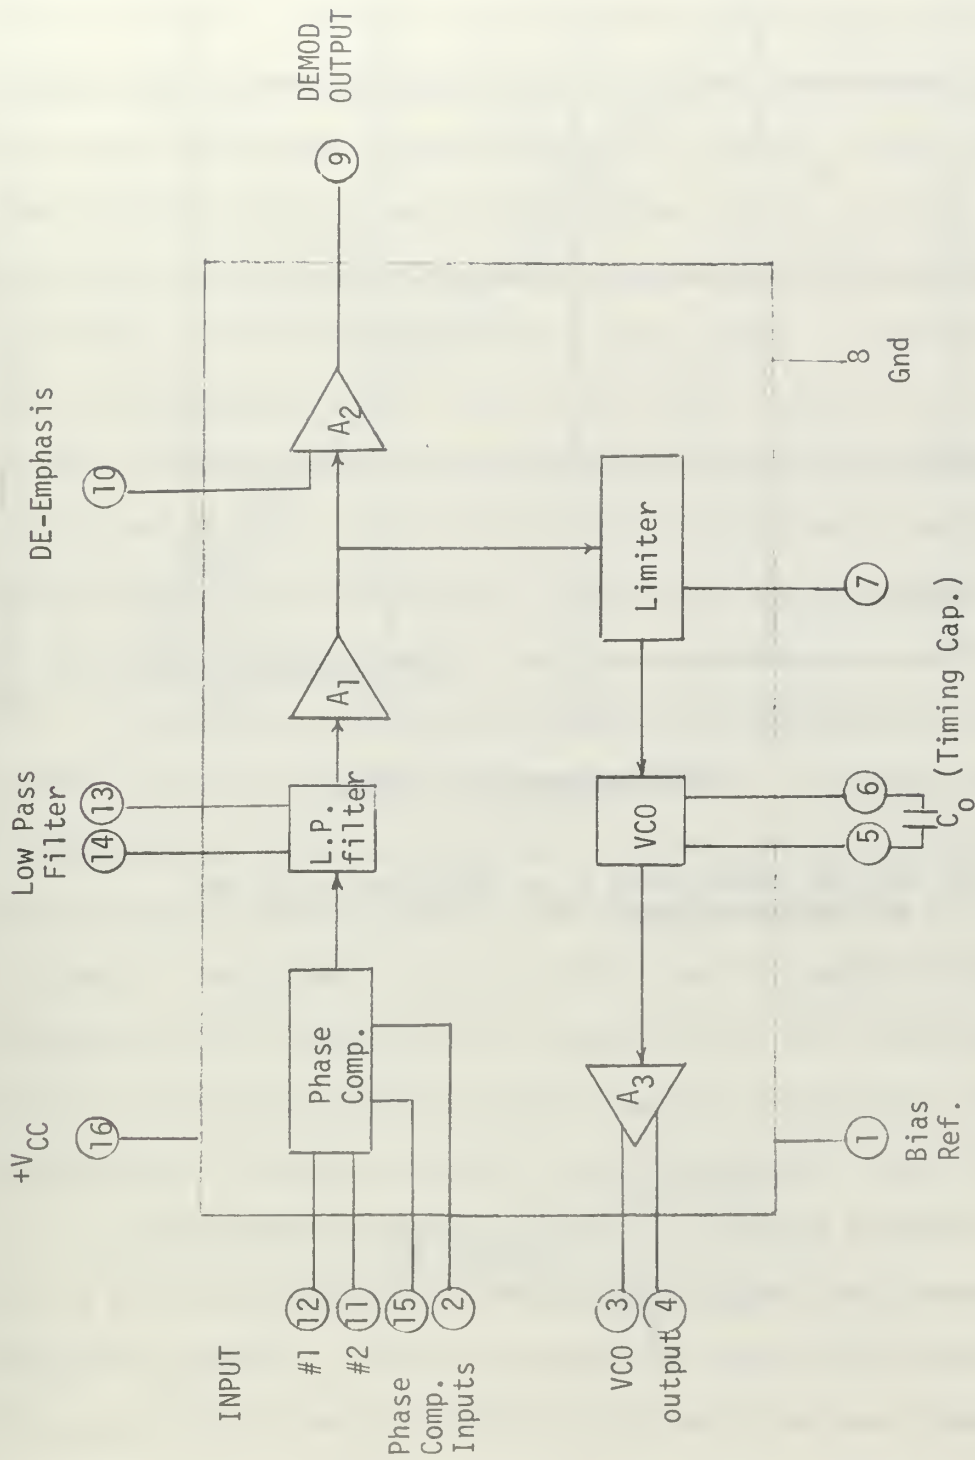 +VCC
16
Low Pass
Filter
14
13
DE-Emphasis
10
INPUT
#1
12
#2
11
Phase
Comp.
Inputs
15
2
Phase
Comp.
L.P.
filter
A1
A2
9
DEMOD
OUTPUT
VCO
output
3
4
A3
VCO
Limiter
1
Bias
Ref.
5
6
Co (Timing Cap.)
7
8
Gnd